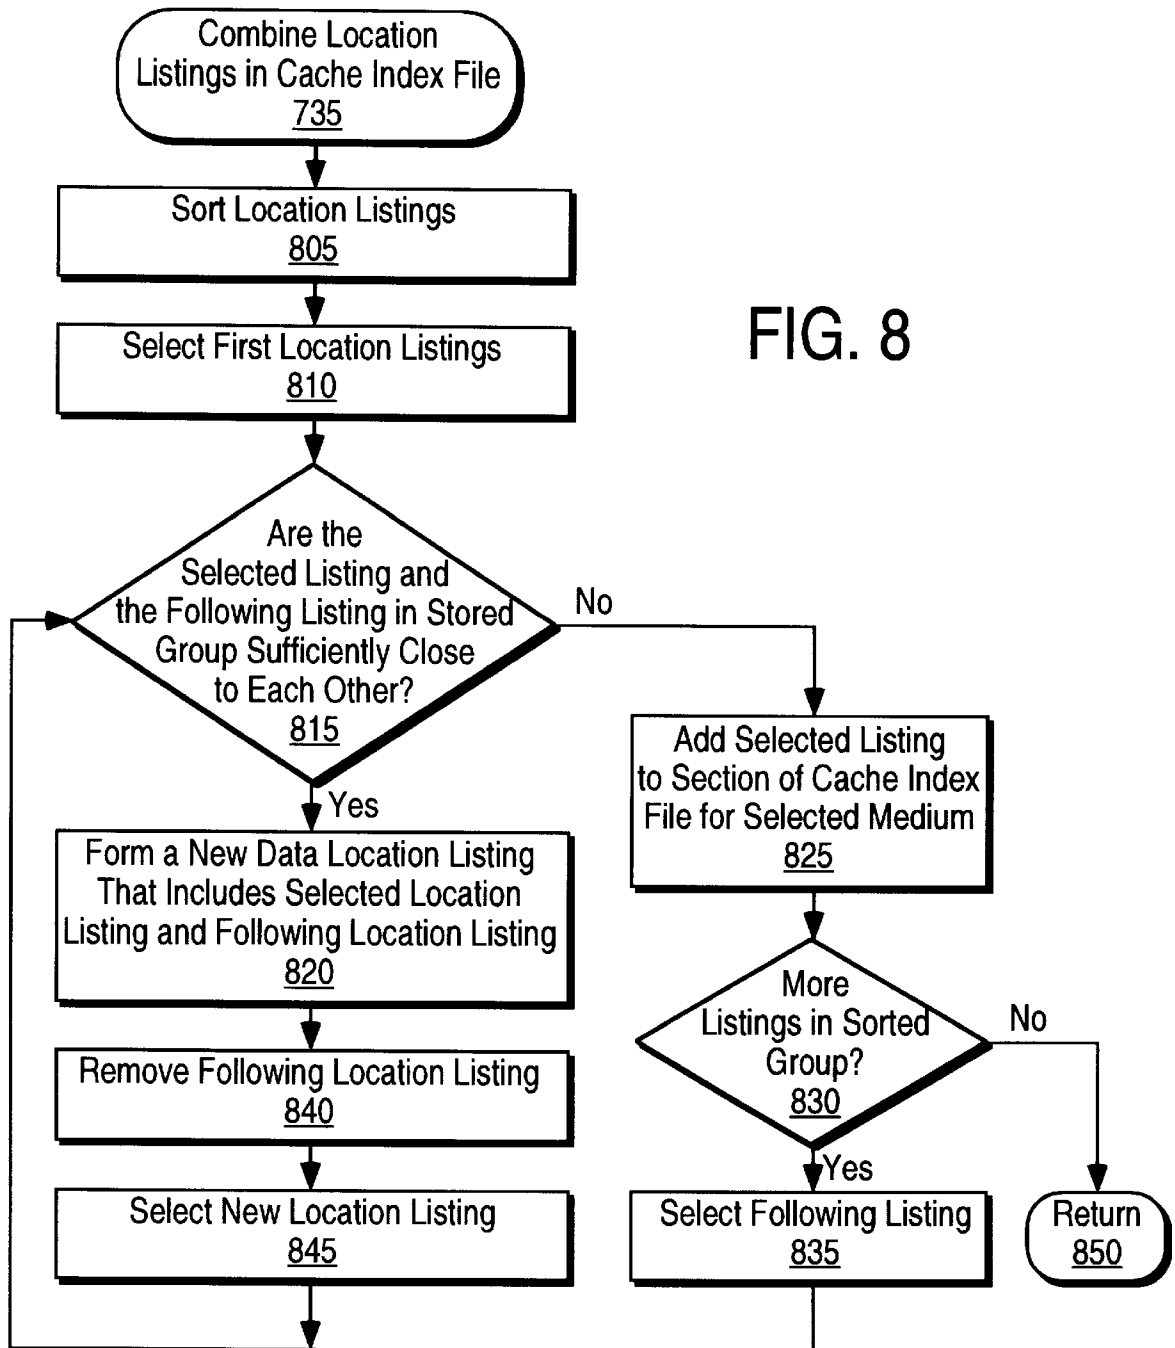 Combine Location
Listings in Cache Index File
735
Sort Location Listings
805
Select First Location Listings
810
FIG. 8
Are the
Selected Listing and
the Following Listing in Stored
Group Sufficiently Close
to Each Other?
815
No
Yes
Add Selected Listing
to Section of Cache Index
File for Selected Medium
825
Form a New Data Location Listing
That Includes Selected Location
Listing and Following Location Listing
820
More
Listings in Sorted
Group?
830
No
Yes
Remove Following Location Listing
840
Select New Location Listing
845
Select Following Listing
835
Return
850